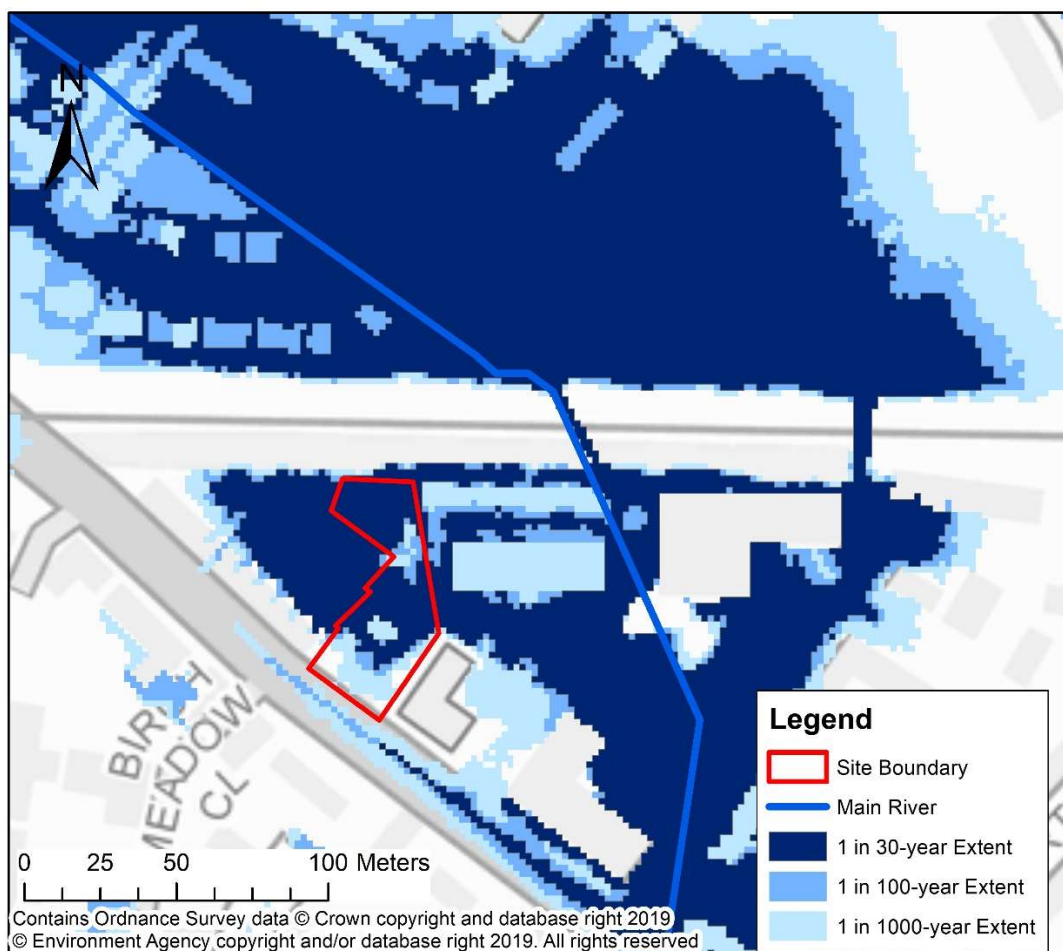 N
BIRCH
MEADOW
CL
Legend
Site Boundary
Main River
1 in 30-year Extent
1 in 100-year Extent
1 in 1000-year Extent
0 25 50 100 Meters
Contains Ordnance Survey data © Crown copyright and database right 2019
© Environment Agency copyright and/or database right 2019. All rights reserved